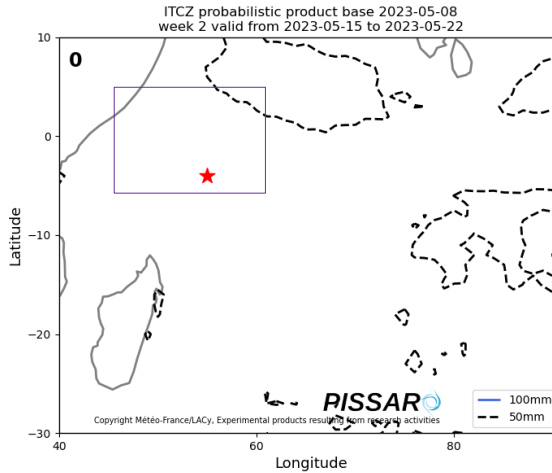 ITCZ probabilistic product base 2023-05-08
week 2 valid from 2023-05-15 to 2023-05-22
10
0
0
Latitude
−10
−20
−30
PISSARO
Copyright Météo-France/LACy, Experimental products resulting from research activities
100mm
50mm
40
60
80
Longitude